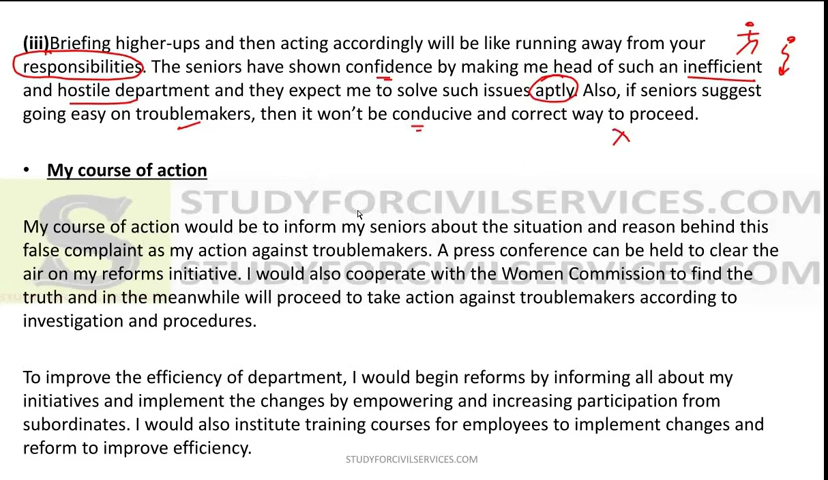 (iii)Briefing higher-ups and then acting accordingly will be like running away from your
responsibilities. The seniors have shown confidence by making me head of such an inefficient
and hostile department and they expect me to solve such issues aptly. Also, if seniors suggest
going easy on troublemakers, then it won't be conducive and correct way to proceed.
• My course of action
STUDYFORCIVILSERVICES.COM
My course of action would be to inform my seniors about the situation and reason behind this
false complaint as my action against troublemakers. A press conference can be held to clear the
air on my reforms initiative. I would also cooperate with the Women Commission to find the
STUDYFORCIVILSERVICES.COM
truth and in the meanwhile will proceed to take action against troublemakers according to
investigation and procedures.
To improve the efficiency of department, I would begin reforms by informing all about my
initiatives and implement the changes by empowering and increasing participation from
subordinates. I would also institute training courses for employees to implement changes and
reform to improve efficiency.
STUDYFORCIVILSERVICES.COM